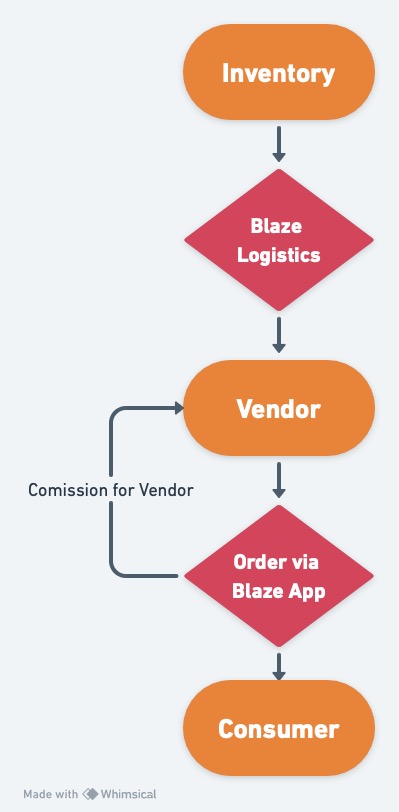 Inventory
Blaze
Logistics
Vendor
Comission for Vendor
Order via
Blaze App
Consumer
Made with Whimsical